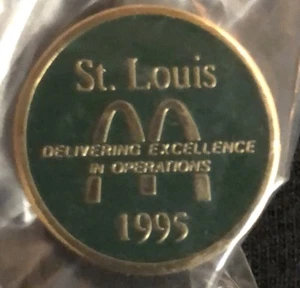 St. Louis
DELIVERING EXCELLENCE
IN OPERATIONS
1995